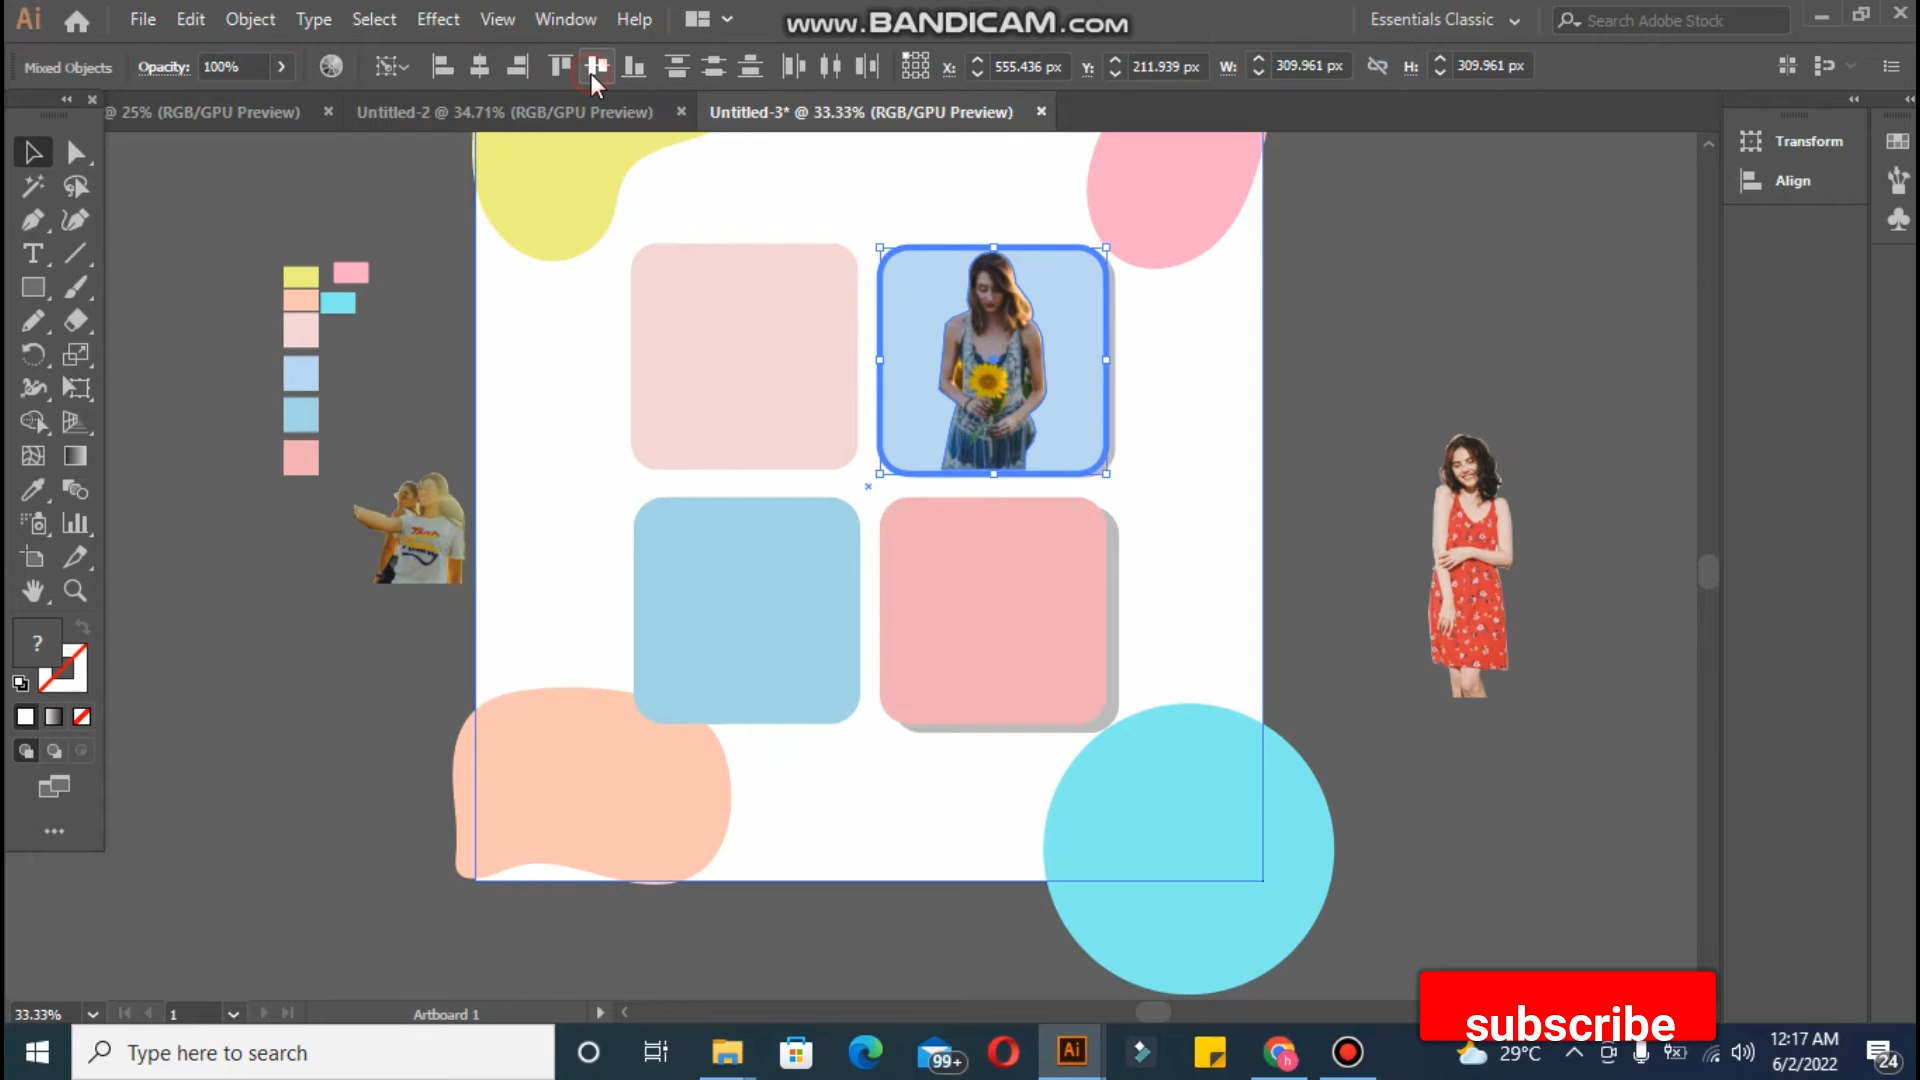 Ai File Edit Object Type Select Effect View Window Help www.BANDICAM.com Essentials Classic Search Adobe Stock
Mixed Objects Opacity: 100% X: 555.436 px Y: 211.939 px W: 309.961 px H: 309.961 px
@ 25% (RGB/GPU Preview) Untitled-2 @ 34.71% (RGB/GPU Preview) Untitled-3* @ 33.33% (RGB/GPU Preview)
Transform
Align
T
?
33.33% 1 Artboard 1
subscribe
Type here to search 99+ Ai h 29°C 12:17 AM
6/2/2022 24